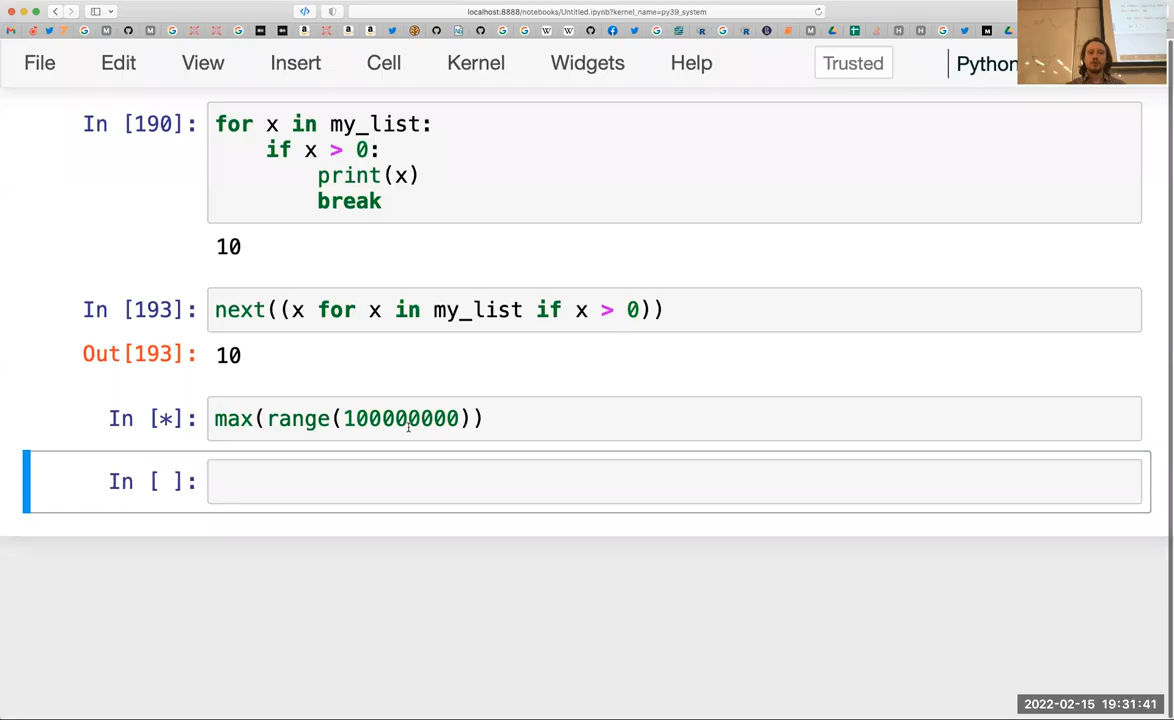 localhost:8888/notebooks/Untitled.ipynb?kernel_name=py39_system
File Edit View Insert Cell Kernel Widgets Help Trusted Python
In [190]: for x in my_list:
if x > 0:
print(x)
break
10
In [193]: next((x for x in my_list if x > 0))
Out[193]: 10
In [*]: max(range(100000000))
In [ ]:
2022-02-15 19:31:41